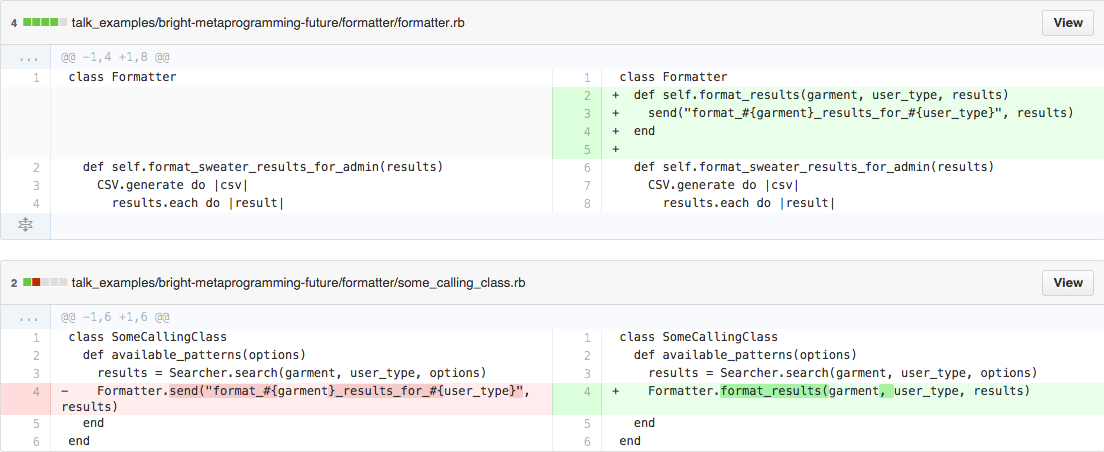 4 talk_examples/bright-metaprogramming-future/formatter/formatter.rb View
... @@ -1,4 +1,8 @@
1 class Formatter 1 class Formatter
2 + def self.format_results(garment, user_type, results)
3 + send("format_#{garment}_results_for_#{user_type}", results)
4 + end
5 +
2 def self.format_sweater_results_for_admin(results) 6 def self.format_sweater_results_for_admin(results)
3 CSV.generate do |csv| 7 CSV.generate do |csv|
4 results.each do |result| 8 results.each do |result|
2 talk_examples/bright-metaprogramming-future/formatter/some_calling_class.rb View
... @@ -1,6 +1,6 @@
1 class SomeCallingClass 1 class SomeCallingClass
2 def available_patterns(options) 2 def available_patterns(options)
3 results = Searcher.search(garment, user_type, options) 3 results = Searcher.search(garment, user_type, options)
4 - Formatter.send("format_#{garment}_results_for_#{user_type}", 4 + Formatter.format_results(garment, user_type, results)
results)
5 end 5 end
6 end 6 end